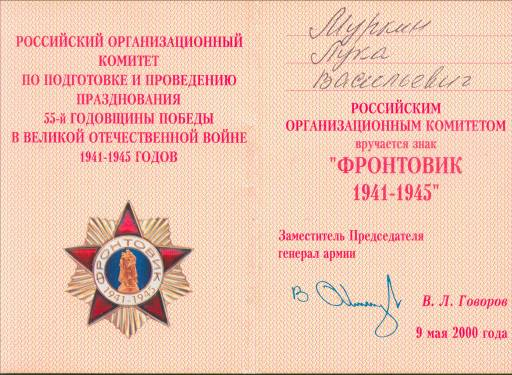 РОССИЙСКИЙ ОРГАНИЗАЦИОННЫЙ
КОМИТЕТ
ПО ПОДГОТОВКЕ И ПРОВЕДЕНИЮ
ПРАЗДНОВАНИЯ
55-й ГОДОВЩИНЫ ПОБЕДЫ
В ВЕЛИКОЙ ОТЕЧЕСТВЕННОЙ ВОЙНЕ
1941-1945 ГОДОВ
ФРОНТОВИК
1941-1945
Муркин
Лука
Васильевич
РОССИЙСКИМ
ОРГАНИЗАЦИОННЫМ КОМИТЕТОМ
вручается знак
"ФРОНТОВИК
1941-1945"
Заместитель Председателя
генерал армии
В. Л. Говоров
9 мая 2000 года